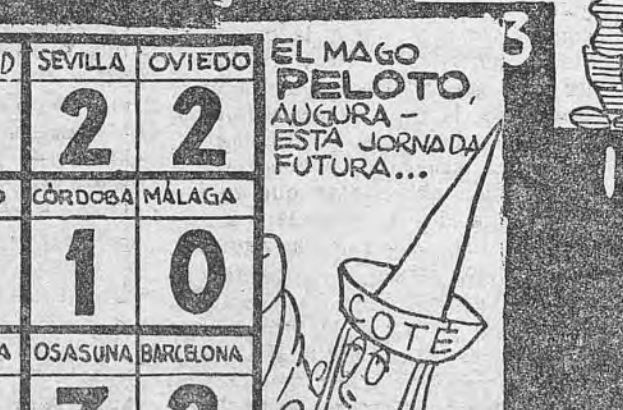 D SEVILLA OVIEDO
2 2
CÓRDOBA MÁLAGA
1 0
A OSASUNA BARCELONA
EL MAGO
PELOTO,
AUGURA -
ESTA JORNADA
FUTURA...
COTE
3